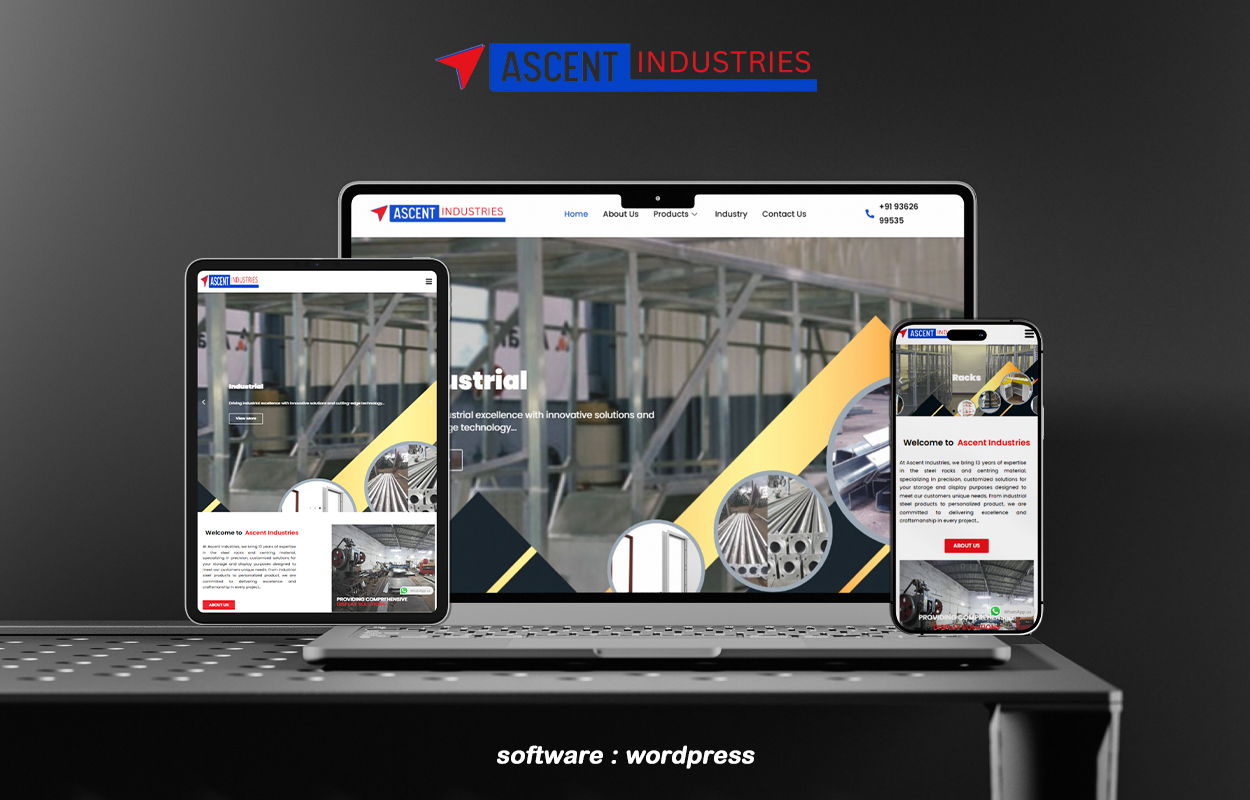 ASCENT INDUSTRIES
ASCENT INDUSTRIES
Home About Us Products Industry Contact Us
+91 93626
99535
ustrial
ustrial excellence with innovative solutions and
ge technology...
ASCENT INDUSTRIES
Industrial
Driving industrial excellence with innovative solutions and cutting-edge technology...
View More
Welcome to Ascent Industries
At Ascent Industries, we bring 12 years of expertise
in the steel racks and centring material,
specializing in precision, customized solutions for
your storage and display purposes designed to
meet our customers unique needs. From industrial
steel products to personalized product, we are
committed to delivering excellence and
craftsmanship in every project...
ABOUT US
WhatsApp us
PROVIDING COMPREHENSIVE
ASCENT IND
Racks
Welcome to Ascent Industries
At Ascent Industries, we bring 12 years of expertise
in the steel racks and centring material,
specializing in precision, customized solutions for
your storage and display purposes designed to
meet our customers unique needs. From industrial
steel products to personalized product, we are
committed to delivering excellence and
craftsmanship in every project...
ABOUT US
WhatsApp us
PROVIDING COMPREHENSIVE
software : wordpress